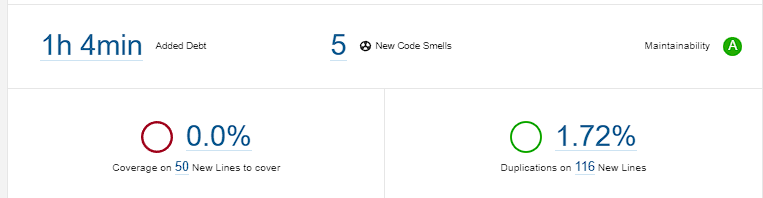 1h 4min Added Debt 5 New Code Smells Maintainability A
0.0% 1.72%
Coverage on 50 New Lines to cover Duplications on 116 New Lines